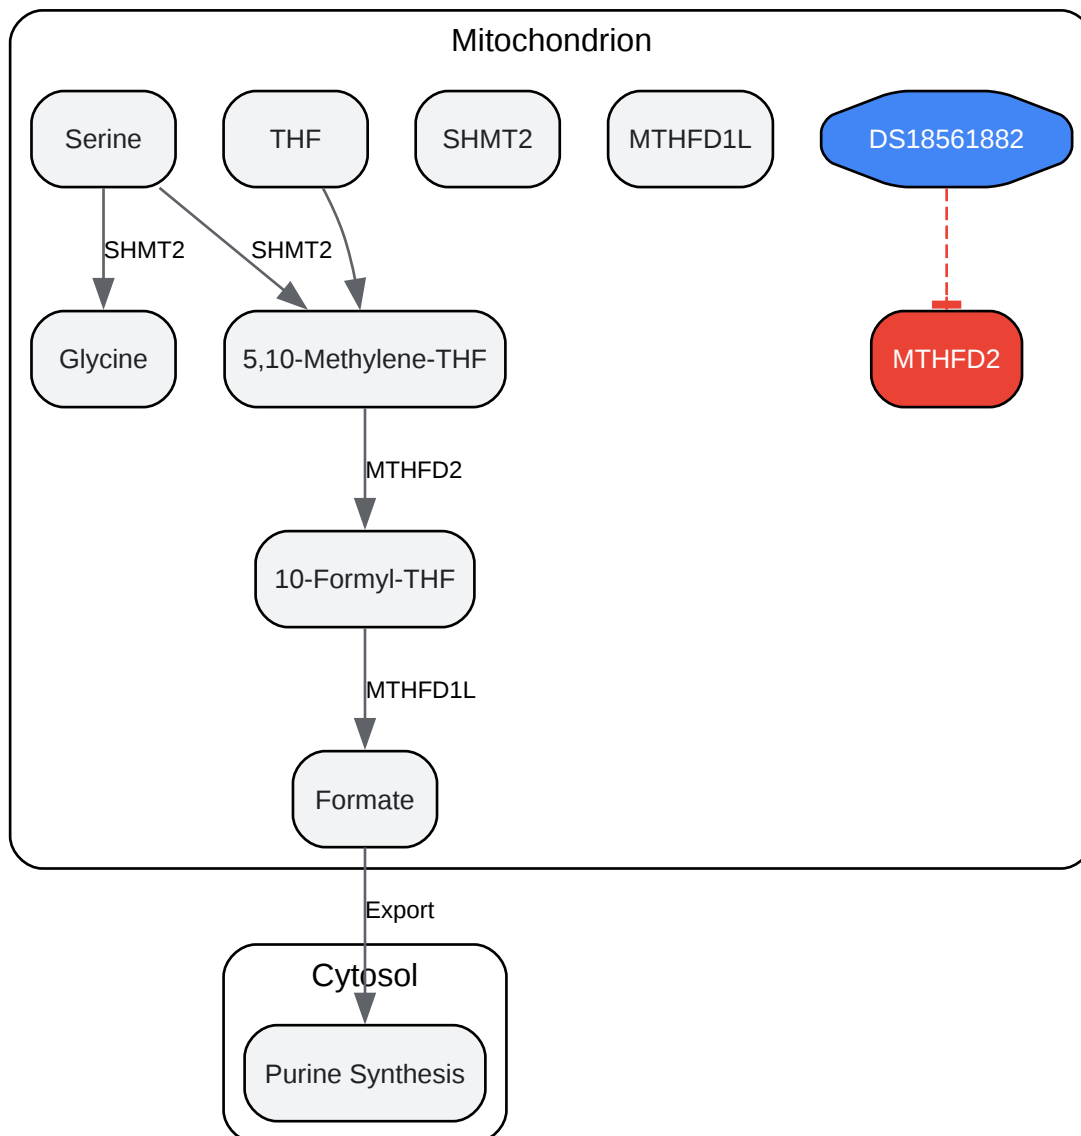 Mitochondrion
Serine
THF
SHMT2
MTHFD1L
DS18561882
SHMT2
SHMT2
Glycine
5,10-Methylene-THF
MTHFD2
MTHFD2
10-Formyl-THF
MTHFD1L
Formate
Export
Cytosol
Purine Synthesis